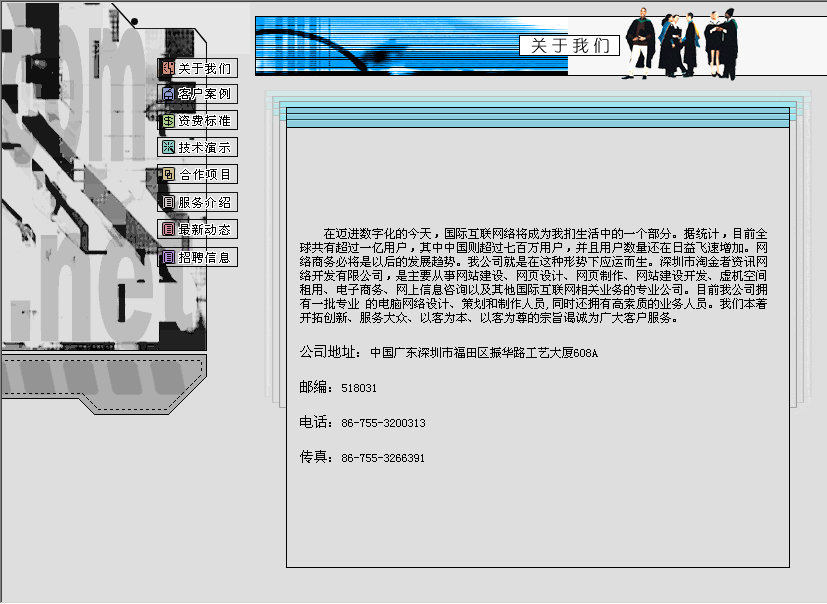 com
.net
关于我们
关于我们
客户案例
资费标准
技术演示
合作项目
服务介绍
最新动态
招聘信息
在迈进数字化的今天，国际互联网络将成为我们生活中的一个部分。据统计，目前全
球共有超过一亿用户，其中中国则超过七百万用户，并且用户数量还在日益飞速增加。网
络商务必将是以后的发展趋势。我公司就是在这种形势下应运而生。深圳市淘金者资讯网
络开发有限公司，是主要从事网站建设、网页设计、网页制作、网站建设开发、虚机空间
租用、电子商务、网上信息咨询以及其他国际互联网相关业务的专业公司。目前我公司拥
有一批专业 的电脑网络设计、策划和制作人员,同时还拥有高素质的业务人员。我们本着
开拓创新、服务大众、以客为本、以客为尊的宗旨谒诚为广大客户服务。
公司地址：中国广东深圳市福田区振华路工艺大厦608A
邮编：518031
电话：86-755-3200313
传真：86-755-3266391